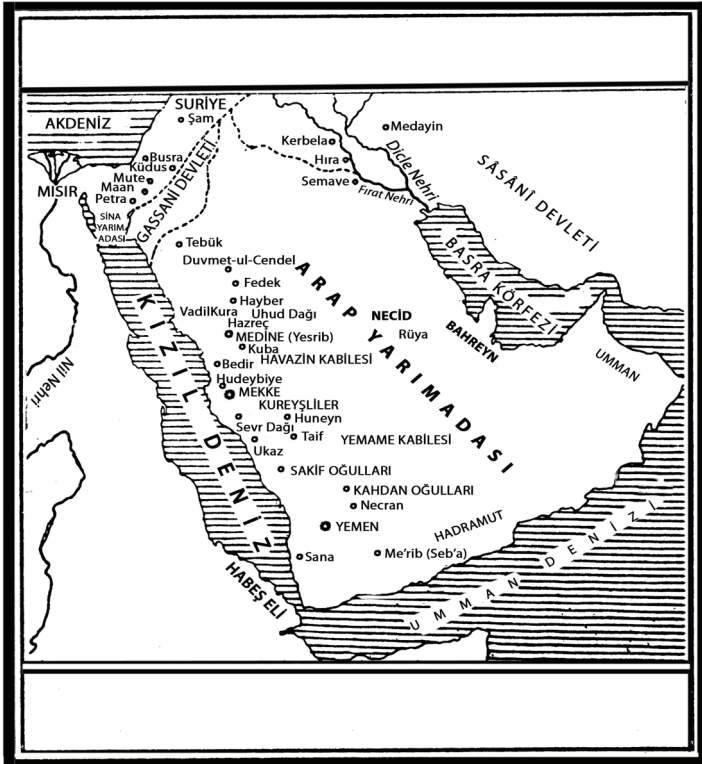 SURİYE
AKDENİZ
Şam
Medayin
Kerbela
Dicle Nehri
SÂSÂNÎ DEVLETİ
Busra
Küdus
Hıra
Mute
MISIR
Maan
Semave
Fırat Nehri
Petra
GASSANİ DEVLETİ
SİNA
YARIM
ADASI
Tebük
Duvmet-ul-Cendel
BASRA KÖRFEZİ
Fedek
ARAP YARIMADASI
Hayber
VadilKura
Uhud Dağı
NECİD
Hazreç
Rüya
MEDİNE (Yesrib)
BAHREYN
Kuba
HAVAZİN KABİLESİ
Bedir
UMMAN
Nil Nehri
Hudeybiye
MEKKE
KIZIL DENİZ
KUREYŞLİLER
Huneyn
Sevr Dağı
Taif
YEMAME KABİLESİ
Ukaz
SAKİF OĞULLARI
KAHDAN OĞULLARI
Necran
YEMEN
HADRAMUT
UMMAN DENİZİ
Sana
Me'rib (Seb'a)
HABEŞ ELİ